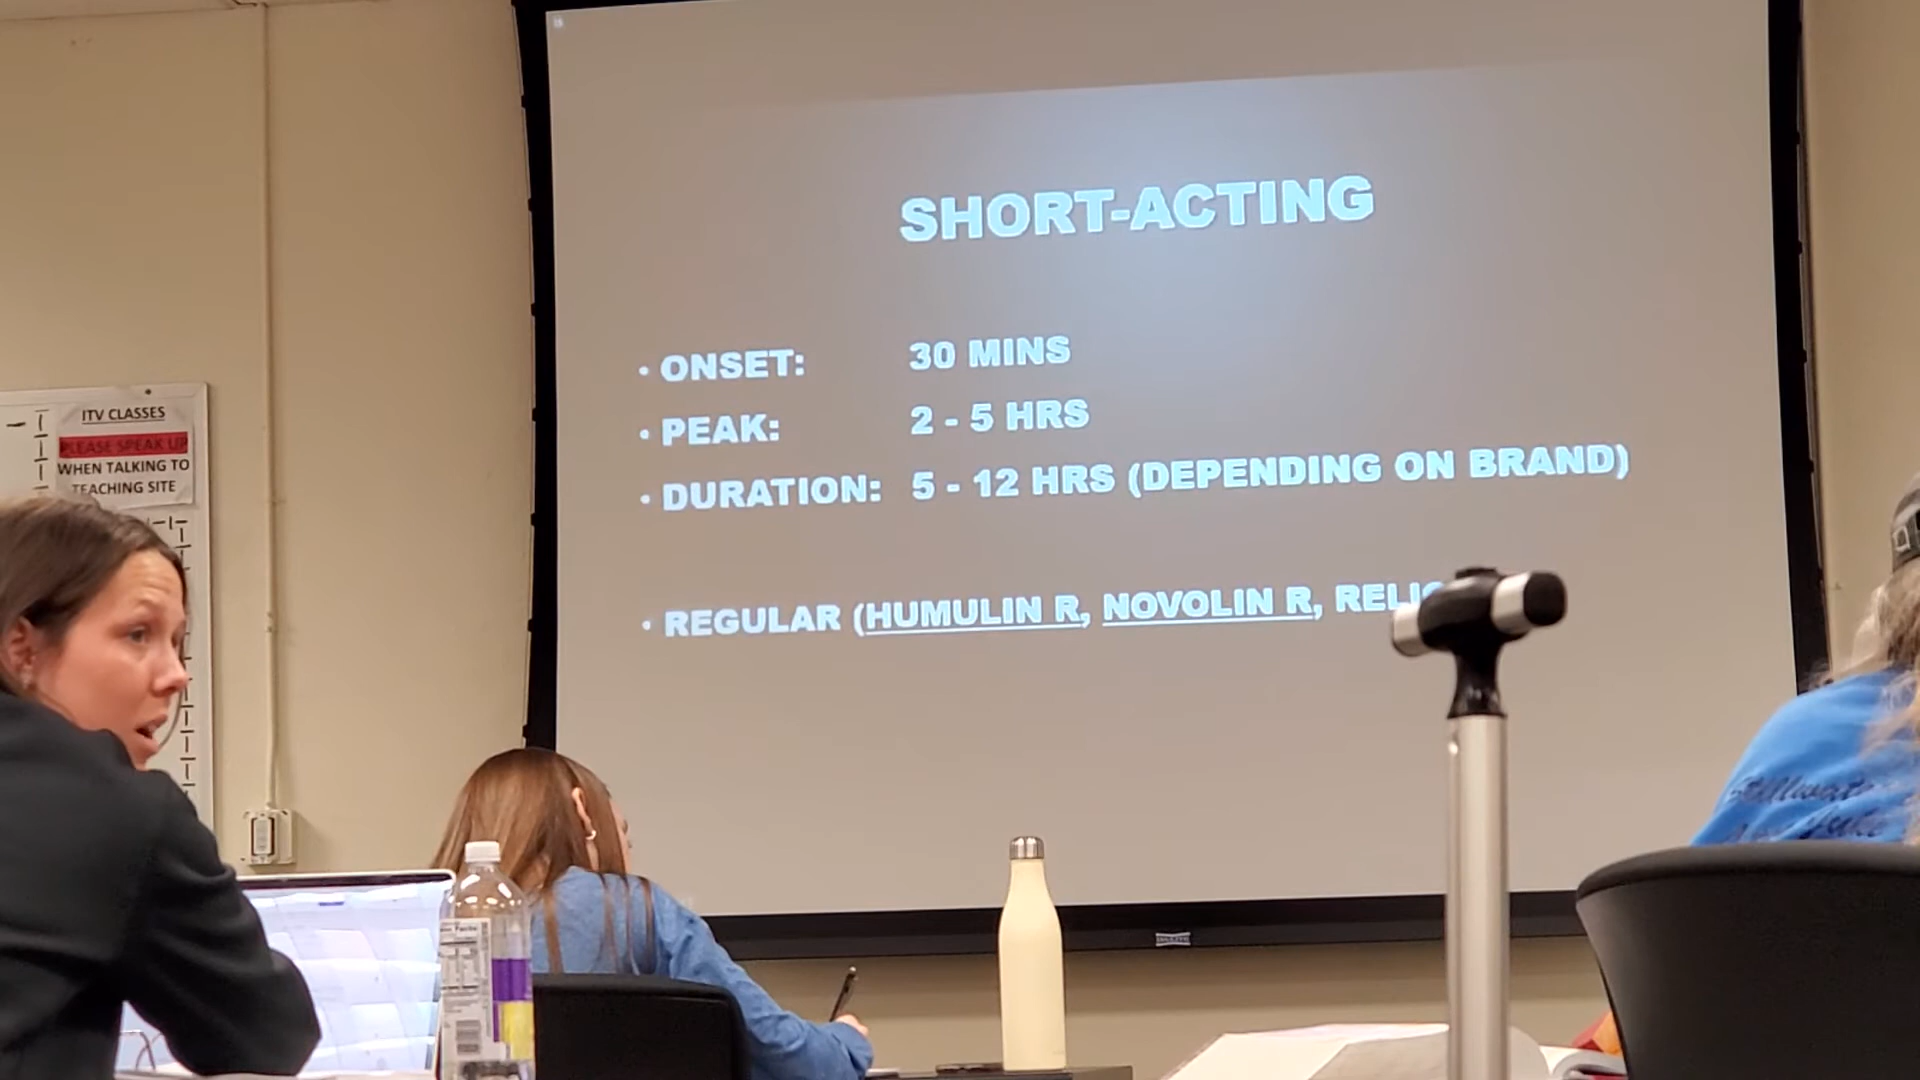 SHORT-ACTING
• ONSET: 30 MINS
• PEAK: 2 - 5 HRS
• DURATION: 5 - 12 HRS (DEPENDING ON BRAND)
• REGULAR (HUMULIN R, NOVOLIN R,
ITV CLASSES
PLEASE SPEAK UP
WHEN TALKING TO
TEACHING SITE